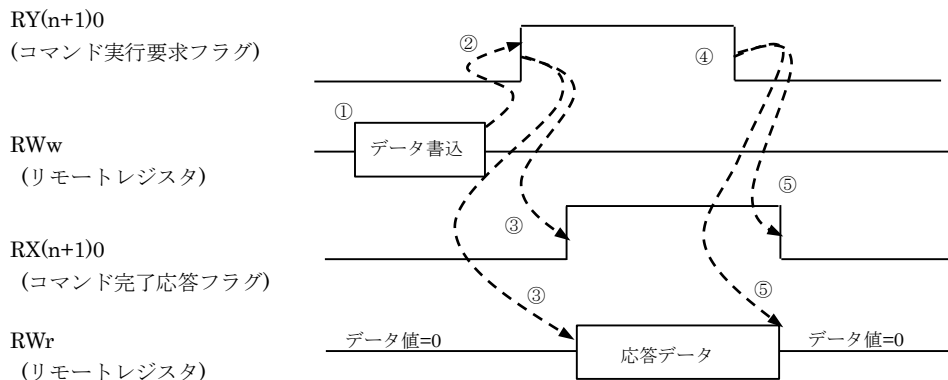 RY(n+1)0
(コマンド実行要求フラグ)
②
④
①
RWw
(リモートレジスタ)
データ書込
⑤
③
RX(n+1)0
(コマンド完了応答フラグ)
③
⑤
RWr
(リモートレジスタ)
データ値=0
応答データ
データ値=0